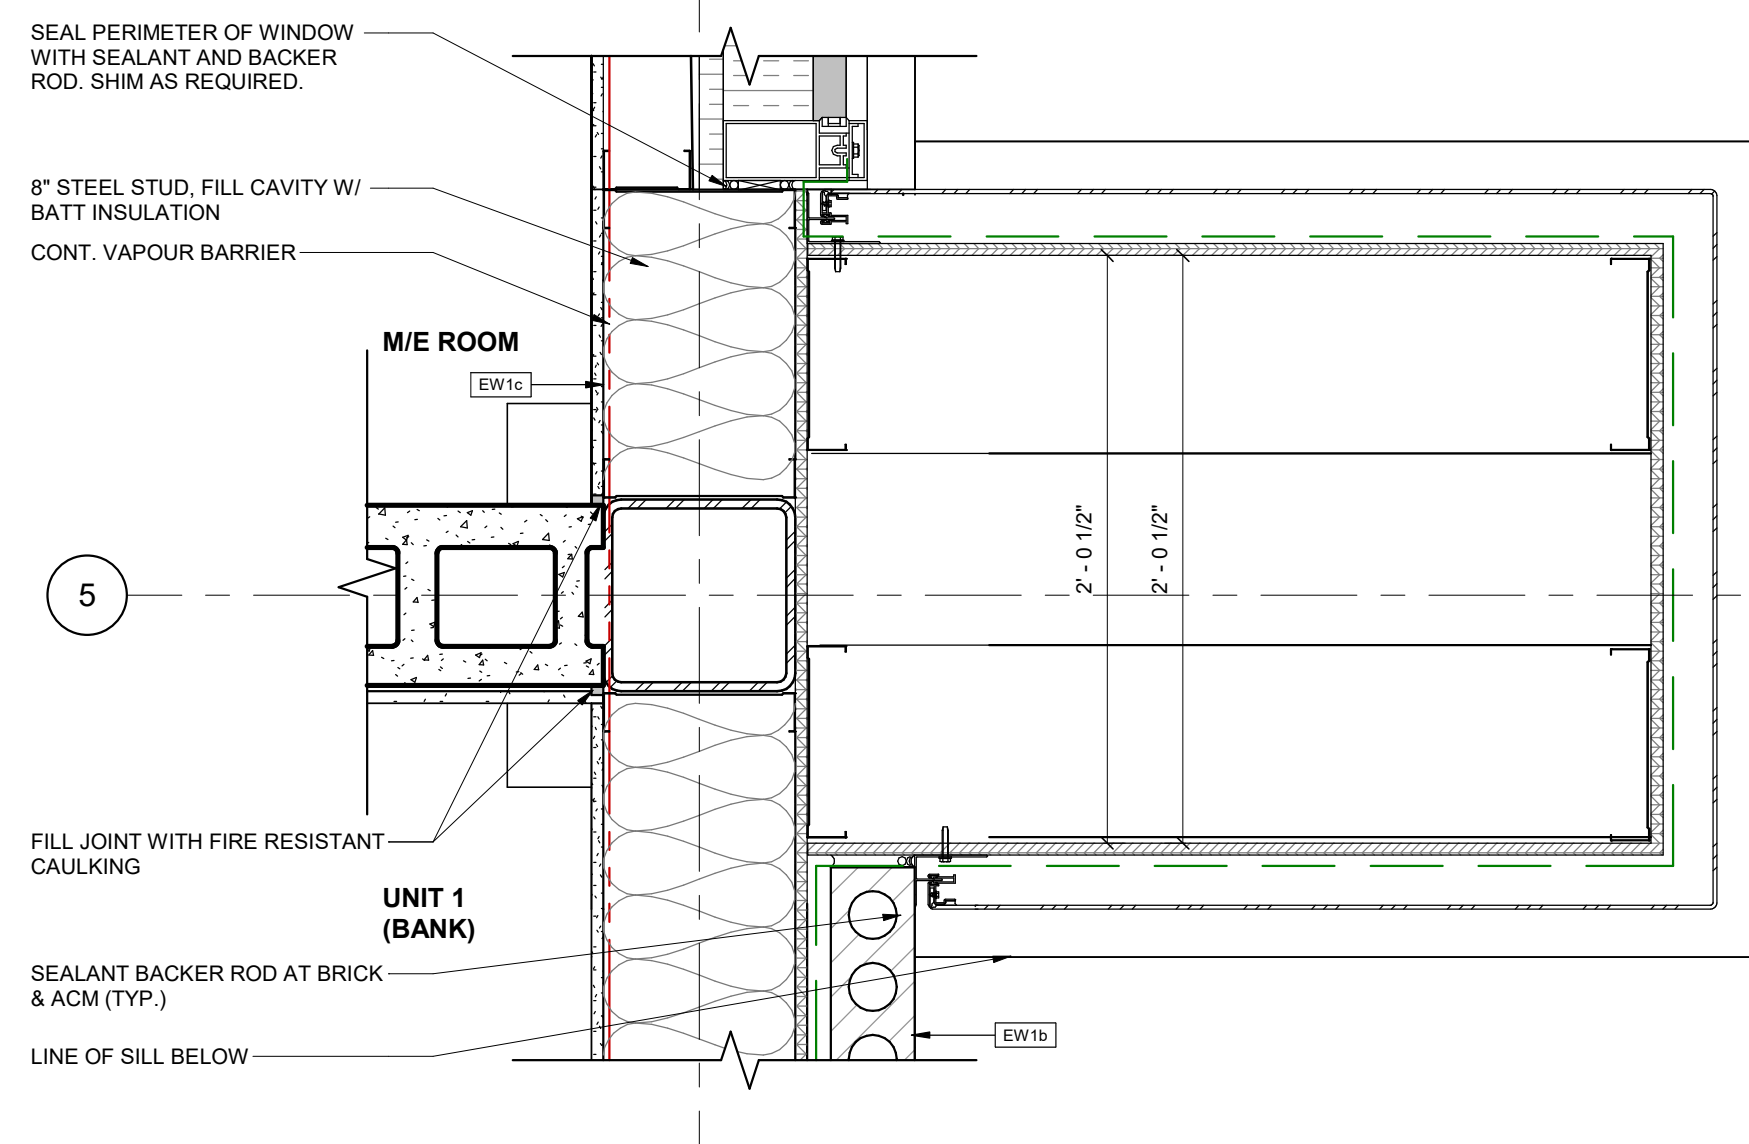 SEAL PERIMETER OF WINDOW
WITH SEALANT AND BACKER
ROD. SHIM AS REQUIRED.
8" STEEL STUD, FILL CAVITY W/
BATT INSULATION
CONT. VAPOUR BARRIER
M/E ROOM
EW1c
2' - 0 1/2"
2' - 0 1/2"
5
FILL JOINT WITH FIRE RESISTANT
CAULKING
UNIT 1
(BANK)
SEALANT BACKER ROD AT BRICK
& ACM (TYP.)
EW1b
LINE OF SILL BELOW